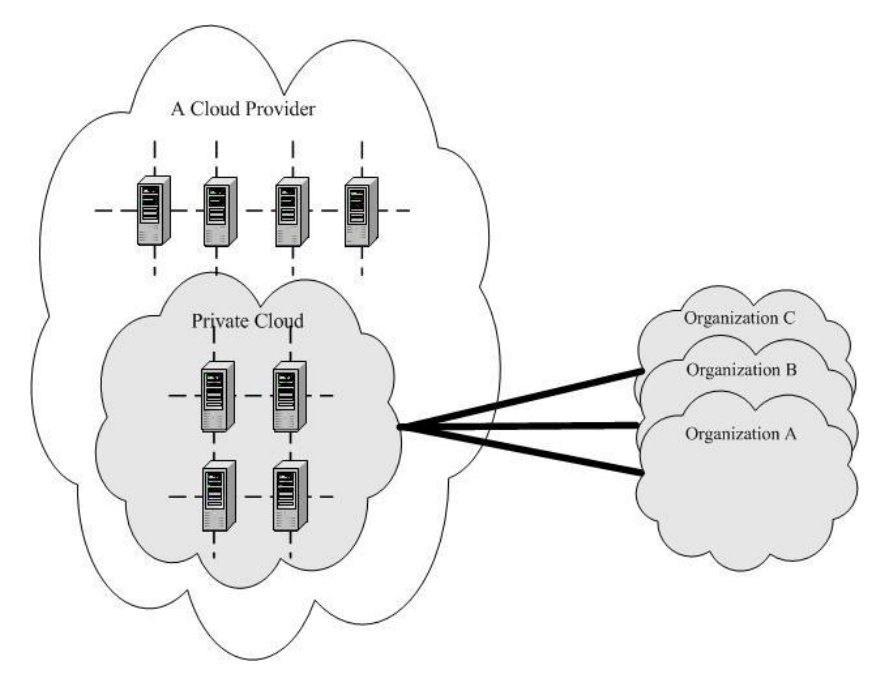 A Cloud Provider
Private Cloud
Organization C
Organization B
Organization A